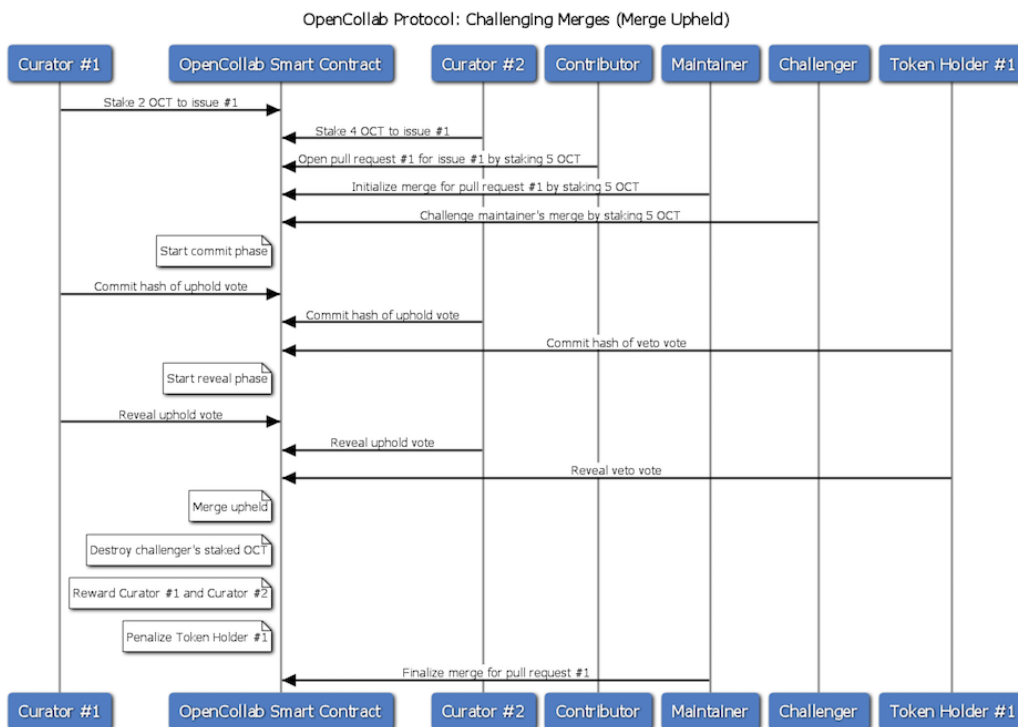 OpenCollab Protocol: Challenging Merges (Merge Upheld)
Curator #1 OpenCollab Smart Contract Curator #2 Contributor Maintainer Challenger Token Holder #1
Stake 2 OCT to issue #1
Stake 4 OCT to issue #1
Open pull request #1 for issue #1 by staking 5 OCT
Initialize merge for pull request #1 by staking 5 OCT
Challenge maintainer's merge by staking 5 OCT
Start commit phase
Commit hash of uphold vote
Commit hash of uphold vote
Commit hash of veto vote
Start reveal phase
Reveal uphold vote
Reveal uphold vote
Reveal veto vote
Merge upheld
Destroy challenger's staked OCT
Reward Curator #1 and Curator #2
Penalize Token Holder #1
Finalize merge for pull request #1
Curator #1 OpenCollab Smart Contract Curator #2 Contributor Maintainer Challenger Token Holder #1